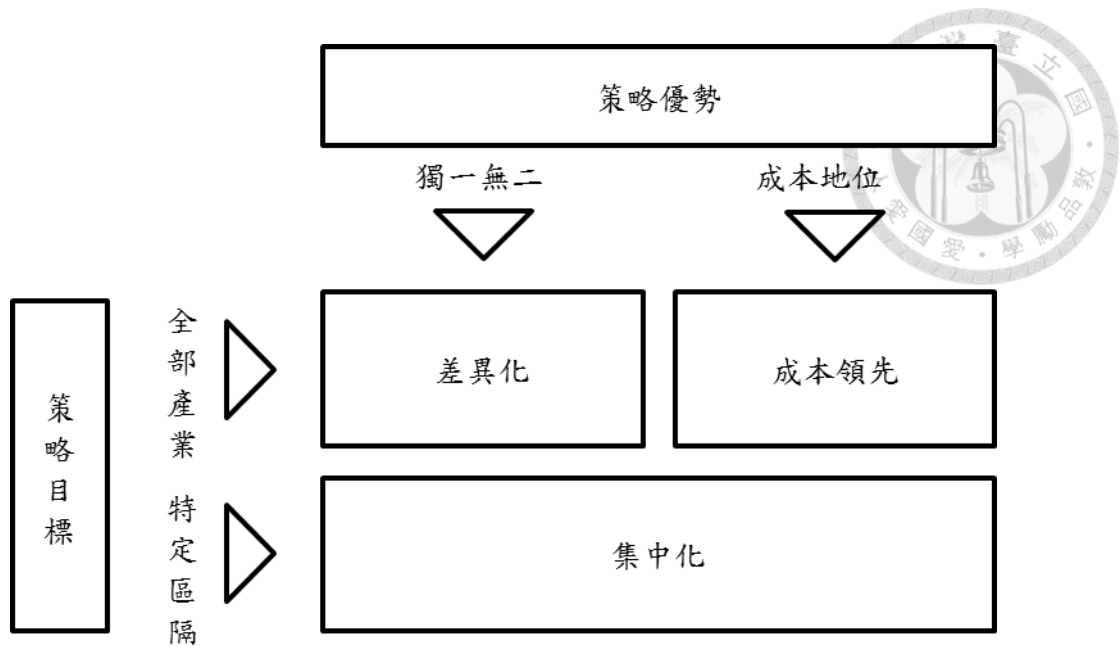 策略優勢
獨一無二
成本地位
策略目標
全部產業
差異化
成本領先
特定區隔
集中化